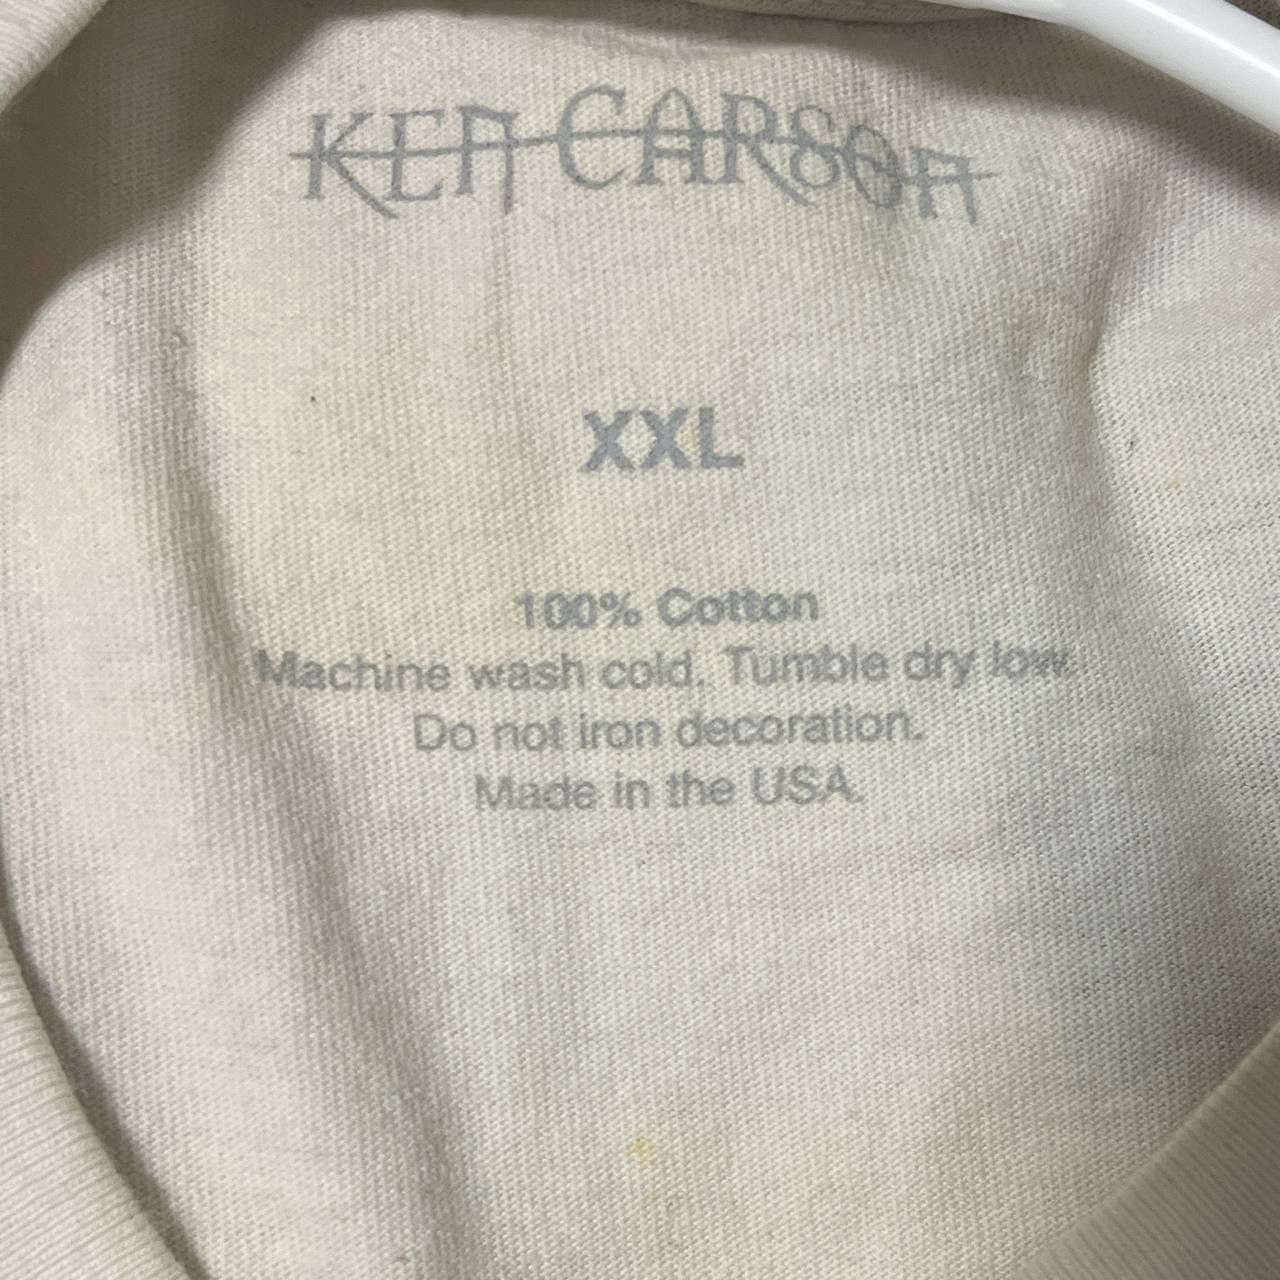 KEN CARSON
XXL
100% Cotton
Machine wash cold. Tumble dry low.
Do not iron decoration.
Made in the USA.